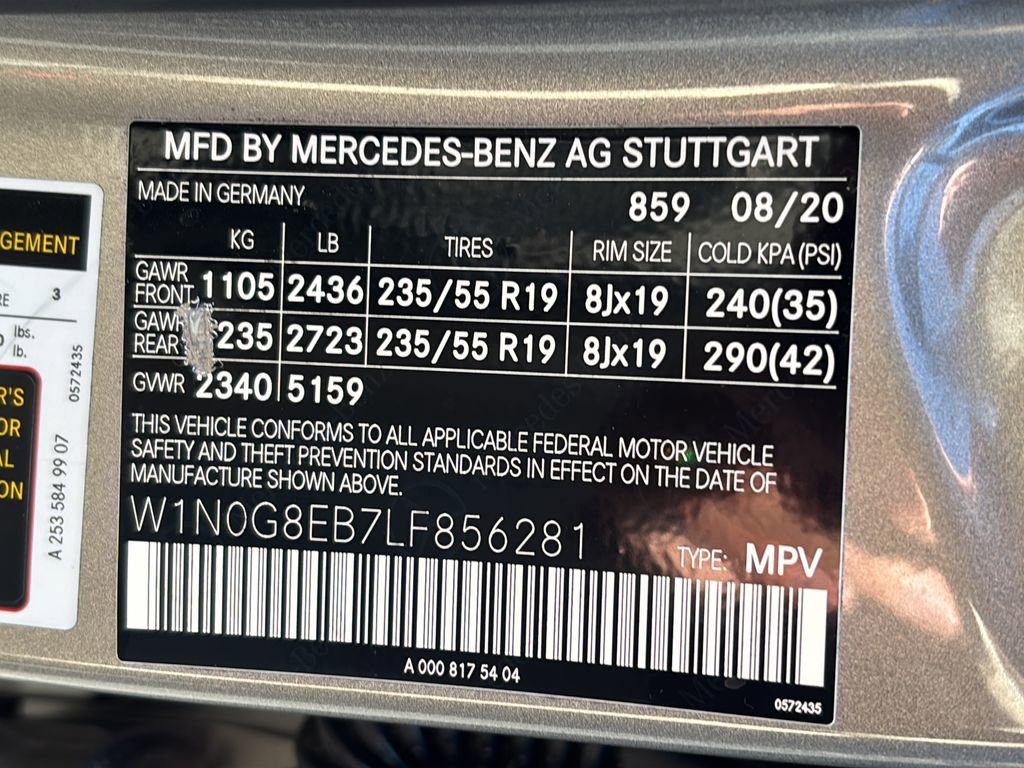 MFD BY MERCEDES-BENZ AG STUTTGART
MADE IN GERMANY
859 08/20
KG LB TIRES RIM SIZE COLD KPA (PSI)
GAWR FRONT 1105 2436 235/55 R19 8Jx19 240(35)
GAWR REAR 235 2723 235/55 R19 8Jx19 290(42)
GVWR 2340 5159
THIS VEHICLE CONFORMS TO ALL APPLICABLE FEDERAL MOTOR VEHICLE
SAFETY AND THEFT PREVENTION STANDARDS IN EFFECT ON THE DATE OF
MANUFACTURE SHOWN ABOVE.
W1N0G8EB7LF856281
TYPE: MPV
A 000 817 54 04
0572435
GEMENT
RE 3
lbs.
lb.
R'S
OR
AL
ON
0572435
A 253 584 99 07